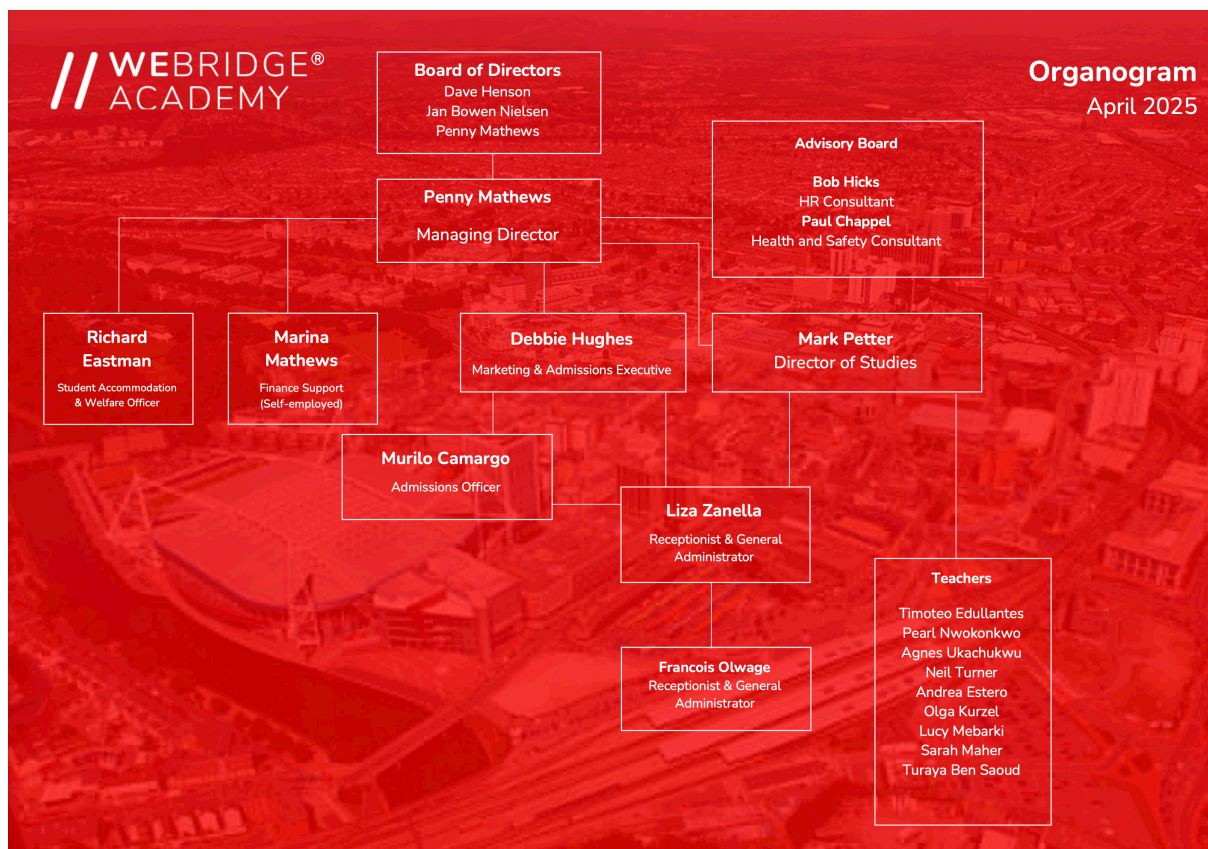 WEBRIDGE®
ACADEMY
Organogram
April 2025
Board of Directors
Dave Henson
Jan Bowen Nielsen
Penny Mathews
Advisory Board
Bob Hicks
HR Consultant
Paul Chappel
Health and Safety Consultant
Penny Mathews
Managing Director
Richard
Eastman
Student Accommodation
& Welfare Officer
Marina
Mathews
Finance Support
(Self-employed)
Debbie Hughes
Marketing & Admissions Executive
Mark Petter
Director of Studies
Murilo Camargo
Admissions Officer
Liza Zanella
Receptionist & General
Administrator
Francois Olwage
Receptionist & General
Administrator
Teachers
Timoteo Edullantes
Pearl Nwokonkwo
Agnes Ukachukwu
Neil Turner
Andrea Estero
Olga Kurzel
Lucy Mebarki
Sarah Maher
Turaya Ben Saoud